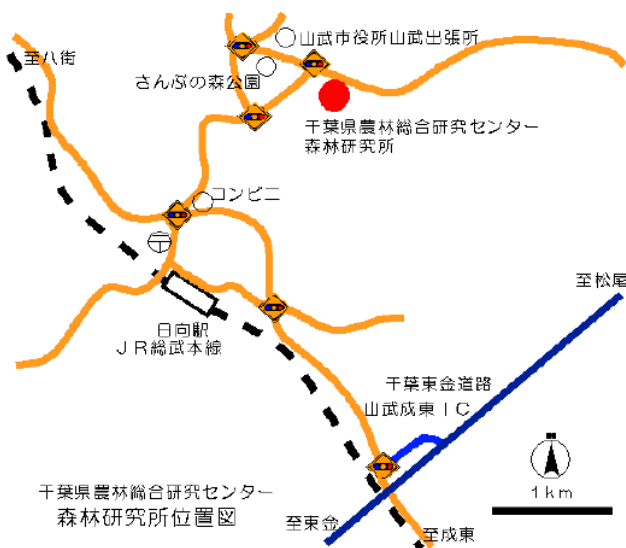 至八街
山武市役所山武出張所
さんぶの森公園
千葉県農林総合研究センター
森林研究所
コンビニ
〒
日向駅
ＪＲ総武本線
至松尾
千葉東金道路
山武成東ＩＣ
千葉県農林総合研究センター
森林研究所位置図
至東金
至成東
N
1km